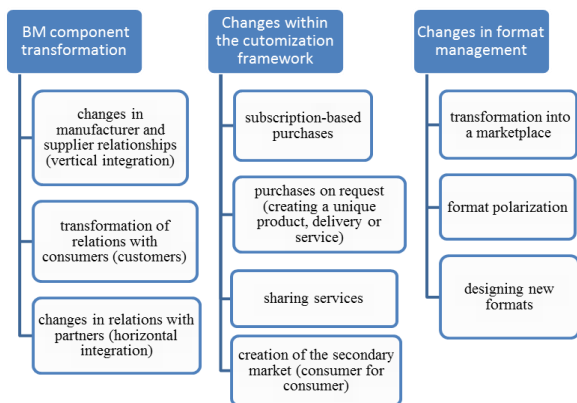 BM component
transformation
changes in
manufacturer and
supplier relationships
(vertical integration)
transformation of
relations with
consumers (customers)
changes in relations with
partners (horizontal
integration)
Changes within
the cutomization
framework
subscription-based
purchases
purchases on request
(creating a unique
product, delivery or
service)
sharing services
creation of the secondary
market (consumer for
consumer)
Changes in format
management
transformation into
a marketplace
format polarization
designing new
formats